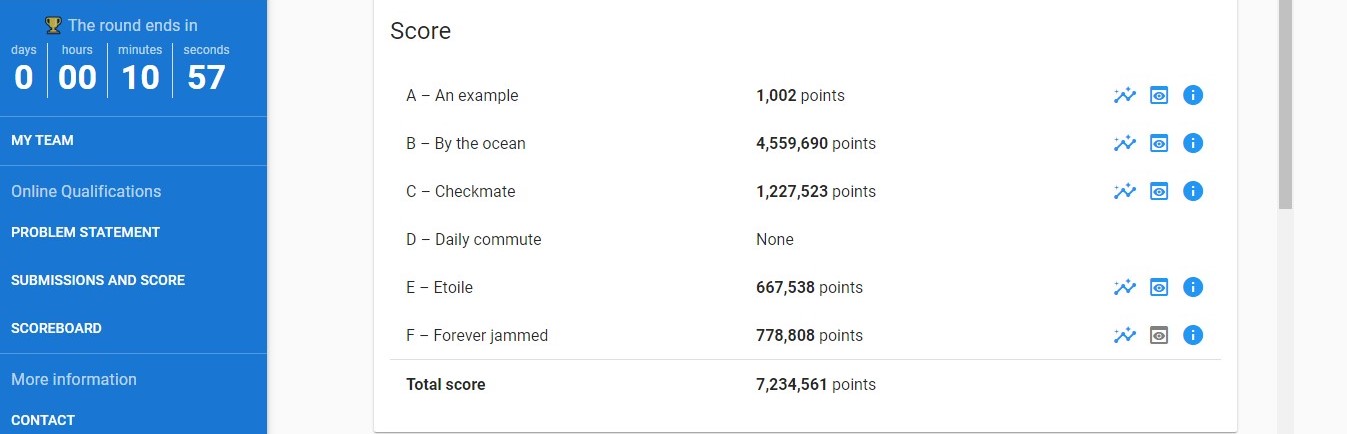 The round ends in
days hours minutes seconds
0 00 10 57
MY TEAM
Online Qualifications
PROBLEM STATEMENT
SUBMISSIONS AND SCORE
SCOREBOARD
More information
CONTACT
Score
A – An example 1,002 points
B – By the ocean 4,559,690 points
C – Checkmate 1,227,523 points
D – Daily commute None
E – Etoile 667,538 points
F – Forever jammed 778,808 points
Total score 7,234,561 points